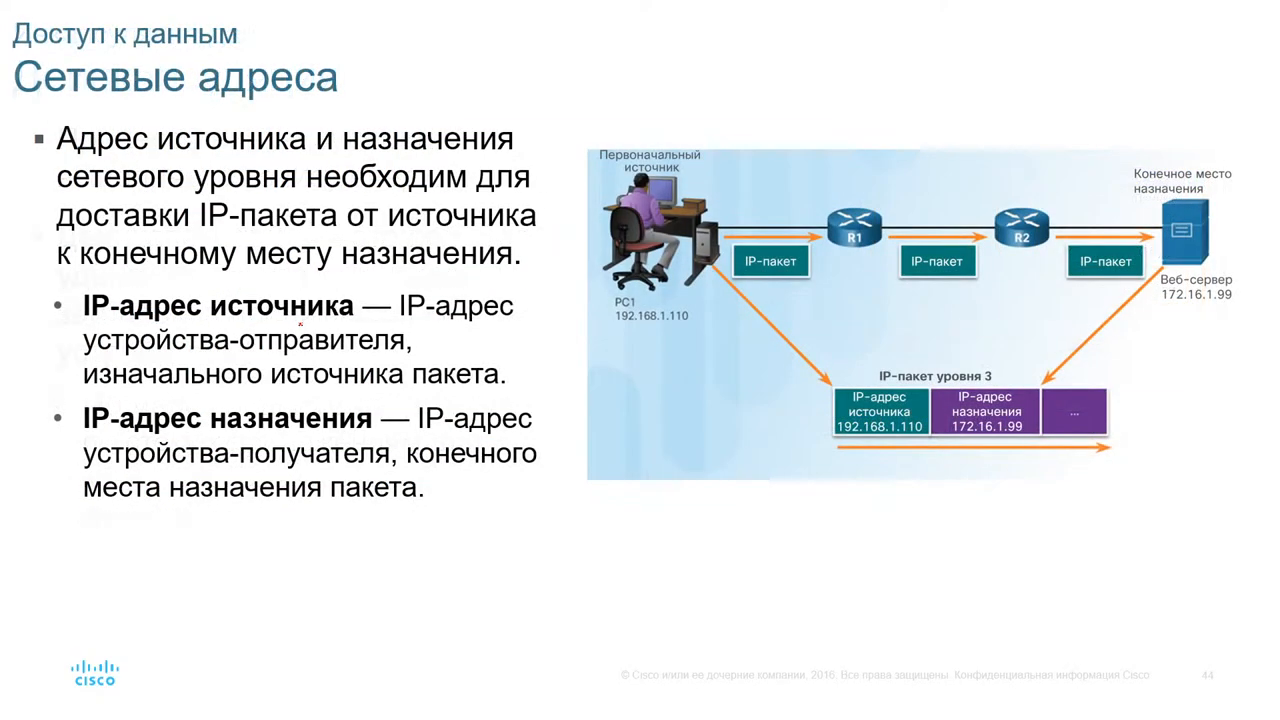 Доступ к данным
Сетевые адреса
▪ Адрес источника и назначения
сетевого уровня необходим для
доставки IP-пакета от источника
к конечному месту назначения.
• IP-адрес источника — IP-адрес
устройства-отправителя,
изначального источника пакета.
• IP-адрес назначения — IP-адрес
устройства-получателя, конечного
места назначения пакета.
Первоначальный
источник
Конечное место
назначения
R1
R2
IP-пакет
IP-пакет
IP-пакет
PC1
192.168.1.110
Веб-сервер
172.16.1.99
IP-пакет уровня 3
IP-адрес
источника
192.168.1.110
IP-адрес
назначения
172.16.1.99
...
CISCO
© Cisco и/или ее дочерние компании, 2016. Все права защищены. Конфиденциальная информация Cisco
44